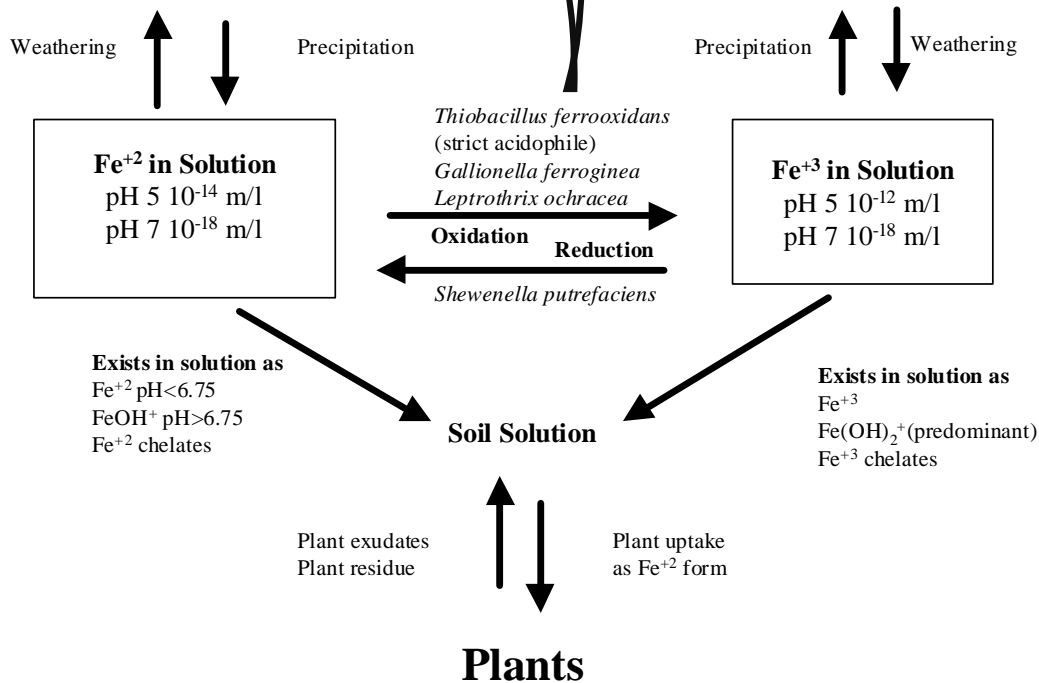 Weathering
Precipitation
Precipitation
Weathering
Fe⁺² in Solution
pH 5 10⁻¹⁴ m/l
pH 7 10⁻¹⁸ m/l
Thiobacillus ferrooxidans
(strict acidophile)
Gallionella ferroginea
Leptrothrix ochracea
Oxidation
Reduction
Shewenella putrefaciens
Fe⁺³ in Solution
pH 5 10⁻¹² m/l
pH 7 10⁻¹⁸ m/l
Exists in solution as
Fe⁺² pH<6.75
FeOH⁺ pH>6.75
Fe⁺² chelates
Soil Solution
Exists in solution as
Fe⁺³
Fe(OH)₂⁺ (predominant)
Fe⁺³ chelates
Plant exudates
Plant residue
Plant uptake
as Fe⁺² form
Plants